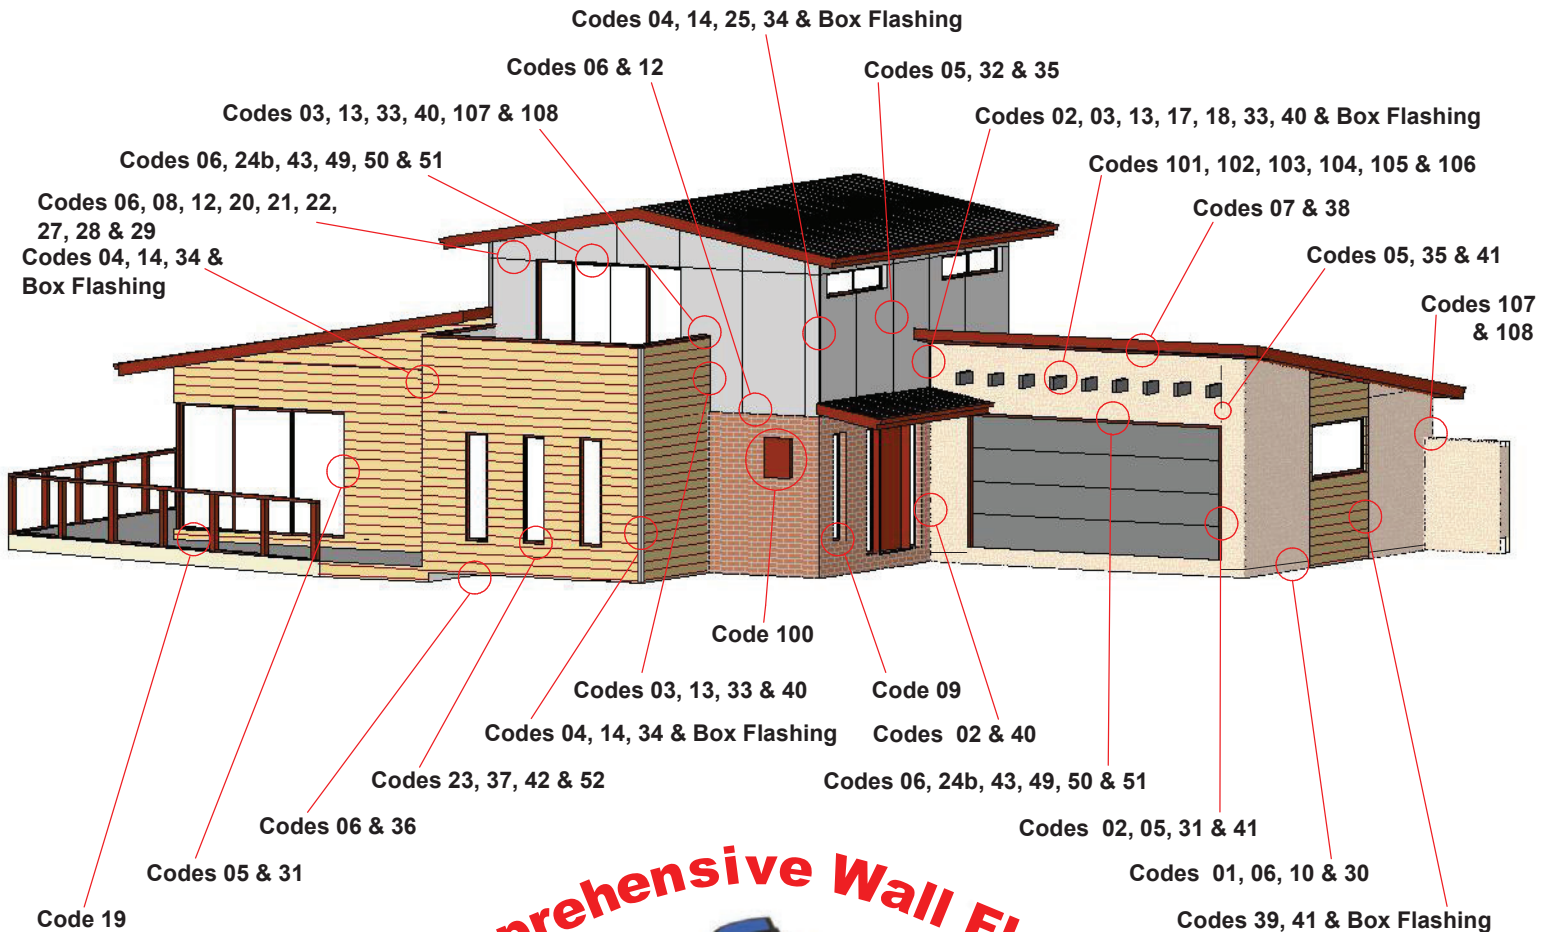 Codes 04, 14, 25, 34 & Box Flashing
Codes 06 & 12
Codes 05, 32 & 35
Codes 03, 13, 33, 40, 107 & 108
Codes 02, 03, 13, 17, 18, 33, 40 & Box Flashing
Codes 06, 24b, 43, 49, 50 & 51
Codes 101, 102, 103, 104, 105 & 106
Codes 06, 08, 12, 20, 21, 22,
27, 28 & 29
Codes 07 & 38
Codes 04, 14, 34 &
Box Flashing
Codes 05, 35 & 41
Codes 107
& 108
Code 100
Codes 03, 13, 33 & 40
Code 09
Codes 04, 14, 34 & Box Flashing
Codes 02 & 40
Codes 23, 37, 42 & 52
Codes 06, 24b, 43, 49, 50 & 51
Codes 06 & 36
Codes 02, 05, 31 & 41
Codes 05 & 31
Codes 01, 06, 10 & 30
Code 19
Codes 39, 41 & Box Flashing
prehensive Wall Fl